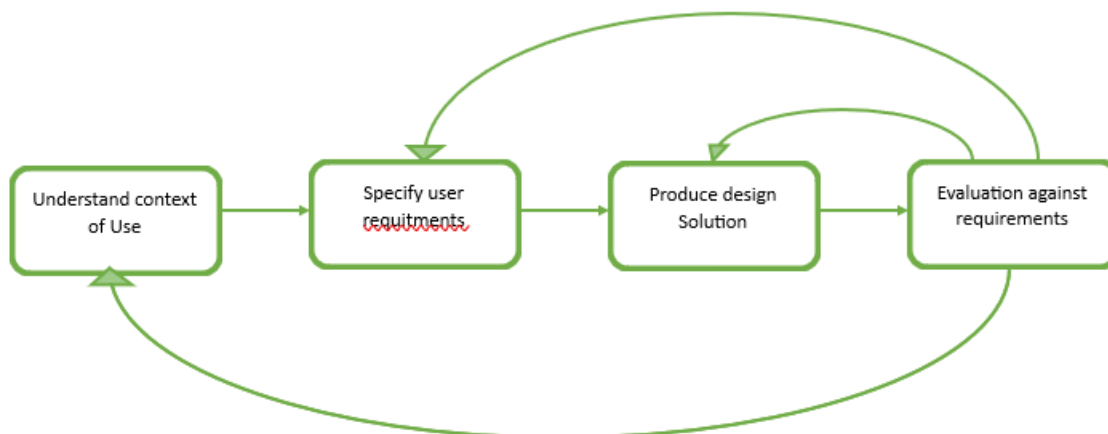 Understand context
of Use
Specify user
requitments
Produce design
Solution
Evaluation against
requirements